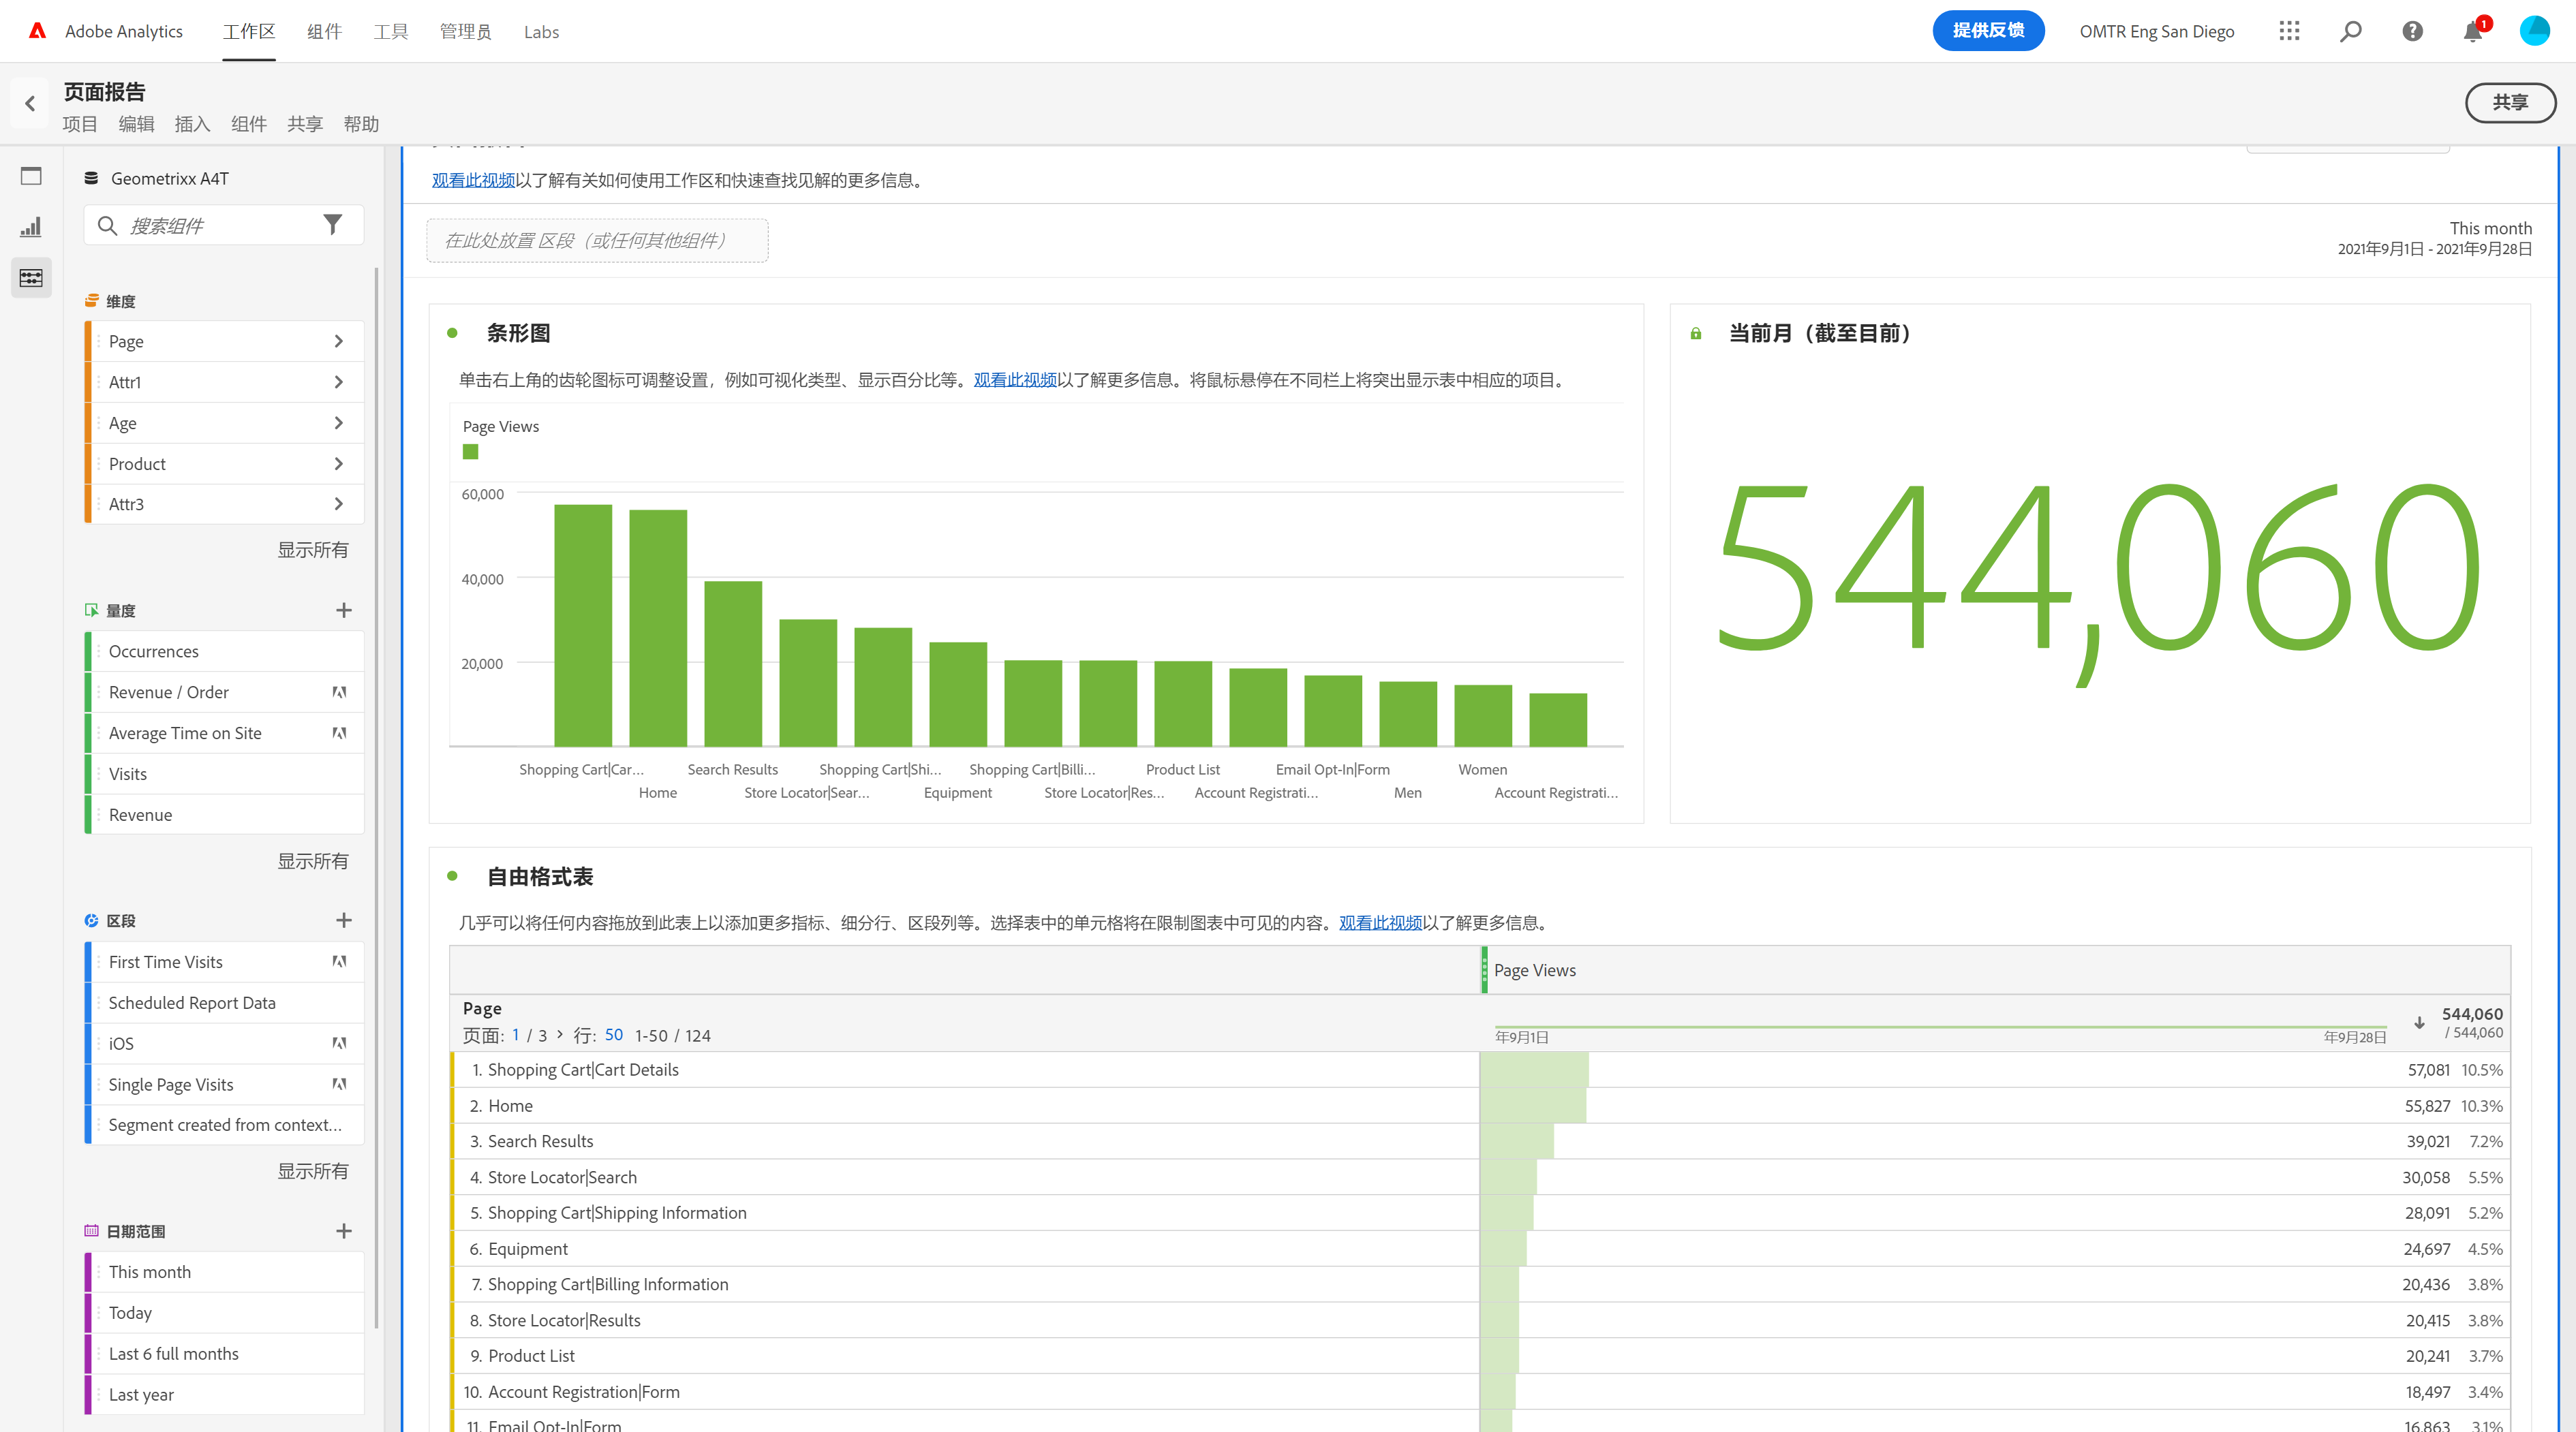 Adobe Analytics 工作区 组件 工具 管理员 Labs 提供反馈 OMTR Eng San Diego 1
页面报告
项目 编辑 插入 组件 共享 帮助 共享
Geometrixx A4T
搜索组件
维度
Page
Attr1
Age
Product
Attr3
显示所有
量度
Occurrences
Revenue / Order
Average Time on Site
Visits
Revenue
显示所有
区段
First Time Visits
Scheduled Report Data
iOS
Single Page Visits
Segment created from context...
显示所有
日期范围
This month
Today
Last 6 full months
Last year
观看此视频以了解有关如何使用工作区和快速查找见解的更多信息。
在此处放置 区段（或任何其他组件）
This month
2021年9月1日 - 2021年9月28日
条形图
单击右上角的齿轮图标可调整设置，例如可视化类型、显示百分比等。观看此视频以了解更多信息。将鼠标悬停在不同栏上将突出显示表中相应的项目。
Page Views
60,000
40,000
20,000
Shopping Cart|Car... Search Results Shopping Cart|Shi... Shopping Cart|Billi... Product List Email Opt-In|Form Women
Home Store Locator|Sear... Equipment Store Locator|Res... Account Registrati... Men Account Registrati...
当前月（截至目前）
544,060
自由格式表
几乎可以将任何内容拖放到此表上以添加更多指标、细分行、区段列等。选择表中的单元格将在限制图表中可见的内容。观看此视频以了解更多信息。
Page Views
Page
页面: 1 / 3 > 行: 50 1-50 / 124
年9月1日 年9月28日
544,060
/ 544,060
1. Shopping Cart|Cart Details 57,081 10.5%
2. Home 55,827 10.3%
3. Search Results 39,021 7.2%
4. Store Locator|Search 30,058 5.5%
5. Shopping Cart|Shipping Information 28,091 5.2%
6. Equipment 24,697 4.5%
7. Shopping Cart|Billing Information 20,436 3.8%
8. Store Locator|Results 20,415 3.8%
9. Product List 20,241 3.7%
10. Account Registration|Form 18,497 3.4%
11. Email Opt-In|Form 16,863 3.1%